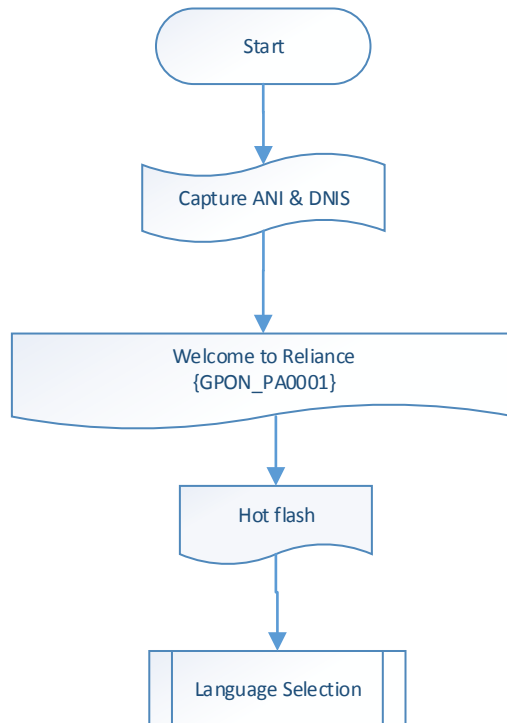 Start
Capture ANI & DNIS
Welcome to Reliance
{GPON_PA0001}
Hot flash
Language Selection